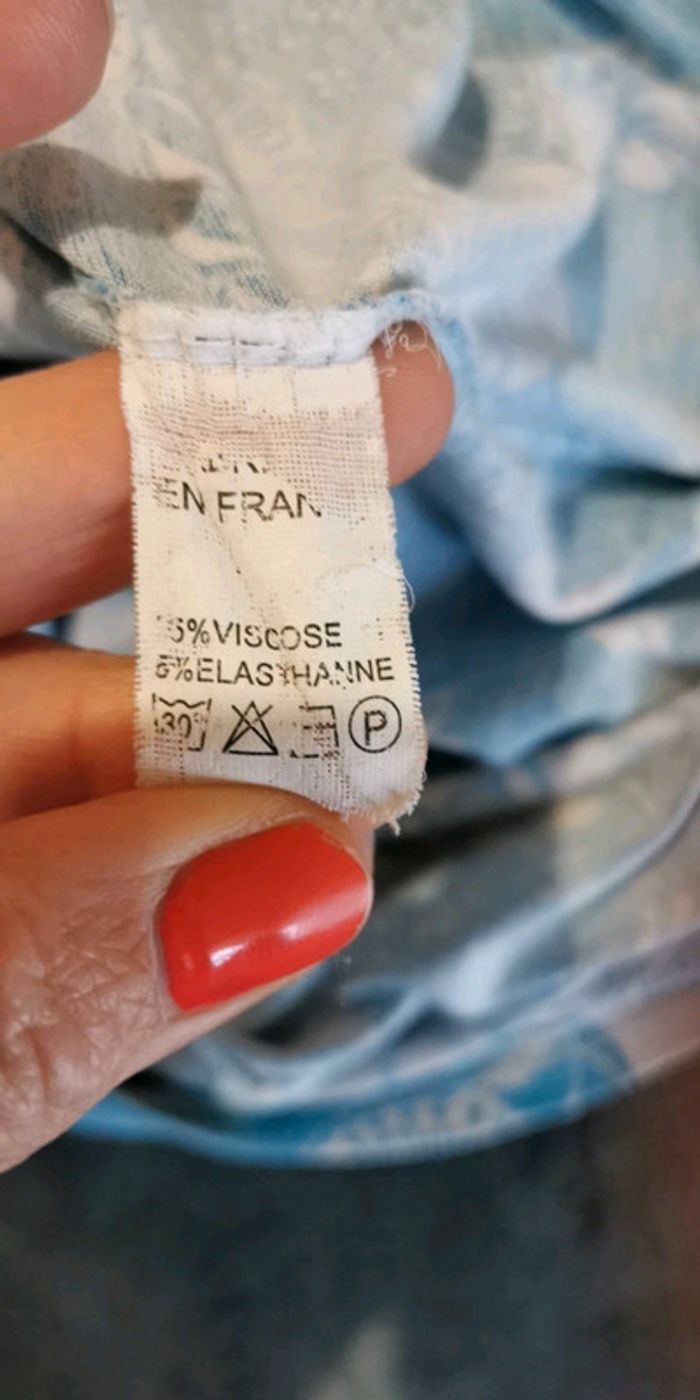 EN FRAN
5% VISCOSE
5%ELASTHANNE
30° P